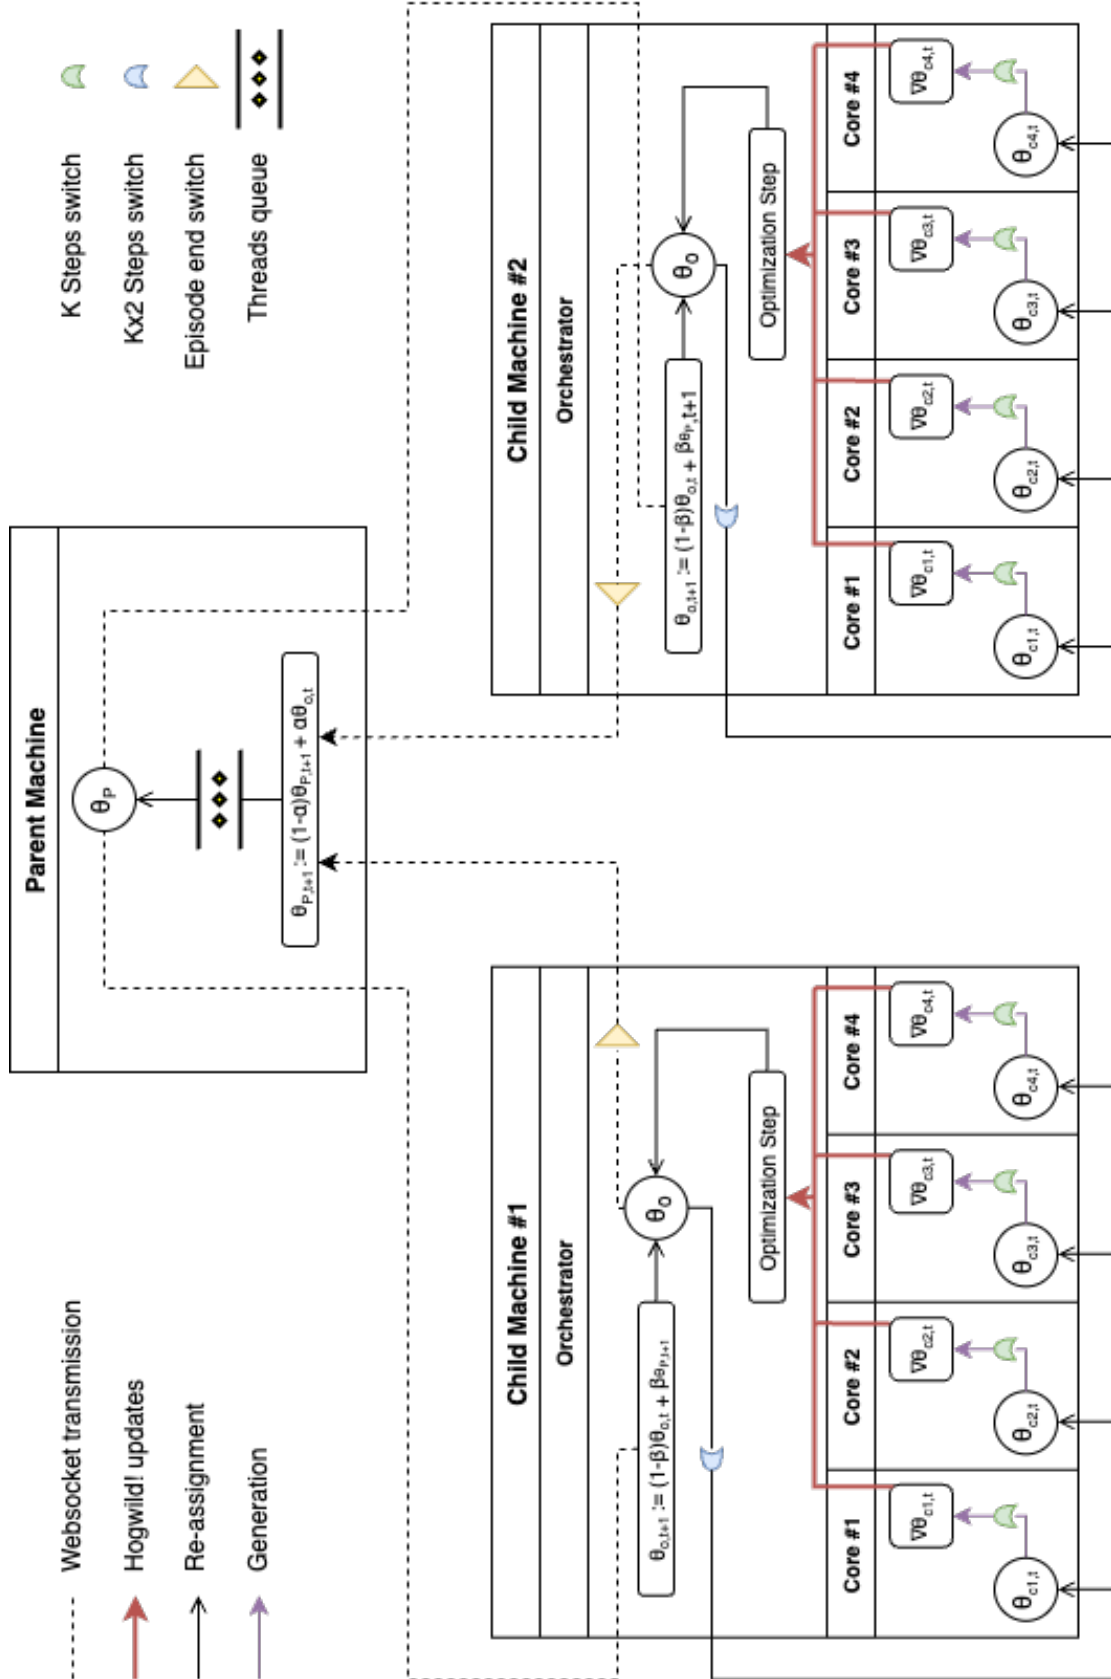 Websocket transmission
Hogwild! updates
Re-assignment
Generation
Parent Machine
θP
θP,t+1 := (1-α)θP,t+1 + αθo,t
K Steps switch
Kx2 Steps switch
Episode end switch
Threads queue
Child Machine #1
Orchestrator
θo,t+1 := (1-β)θo,t + βθP,t+1
θO
Optimization Step
Core #1
Core #2
Core #3
Core #4
∇θc1,t
∇θc2,t
∇θc3,t
∇θc4,t
θc1,t
θc2,t
θc3,t
θc4,t
Child Machine #2
Orchestrator
θo,t+1 := (1-β)θo,t + βθP,t+1
θO
Optimization Step
Core #1
Core #2
Core #3
Core #4
∇θc1,t
∇θc2,t
∇θc3,t
∇θc4,t
θc1,t
θc2,t
θc3,t
θc4,t